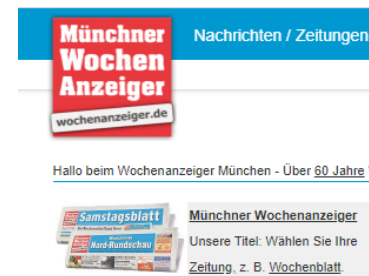 Münchner
Wochen
Anzeiger
wochenanzeiger.de
Nachrichten / Zeitungen
Hallo beim Wochenanzeiger München - Über 60 Jahre
Samstagsblatt
Nord-Rundschau
Münchner Wochenanzeiger
Unsere Titel: Wählen Sie Ihre
Zeitung, z. B. Wochenblatt.